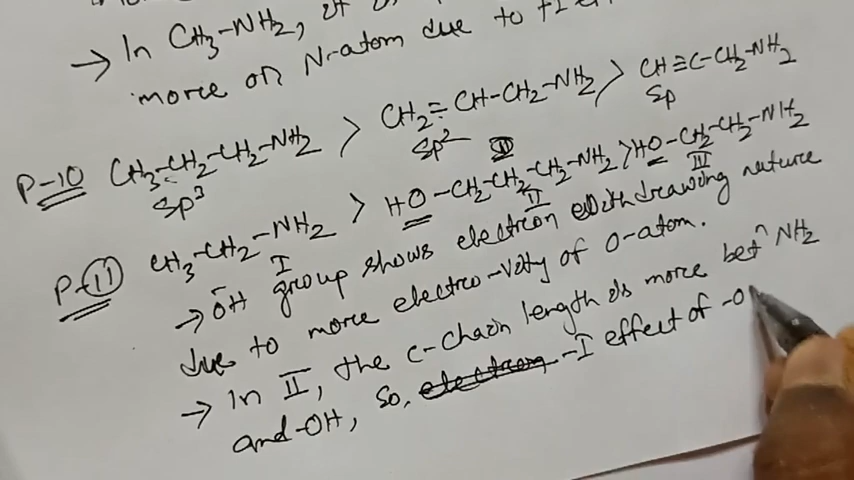 → In CH3-NH2, it
more on N-atom due to +I
P-10 CH3-CH2-CH2-NH2 > CH2=CH-CH2-NH2 > CH≡C-CH2-NH2
Sp3 Sp2 Sp
P-11 CH3-CH2-NH2 > HO-CH2-CH2-CH2-NH2 > HO-CH2-CH2-NH2
I II III
→ OH group shows electron withdrawing nature
due to more electro-vity of O-atom.
→ In II, the C-Chain length is more betn NH2
and -OH, So, -I effect of -O